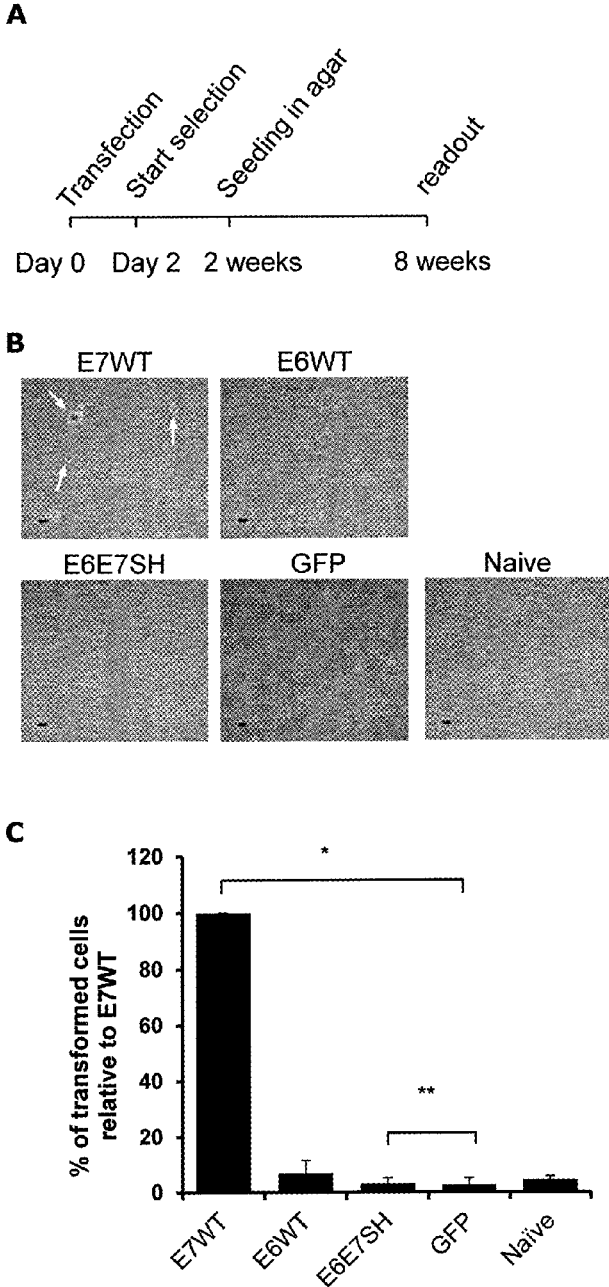 A
Transfection
Start selection
Seeding in agar
readout
Day 0
Day 2
2 weeks
8 weeks
B
E7WT
E6WT
E6E7SH
GFP
Naive
C
% of transformed cells
relative to E7WT
120
100
80
60
40
20
0
*
**
E7WT
E6WT
E6E7SH
GFP
Naïve